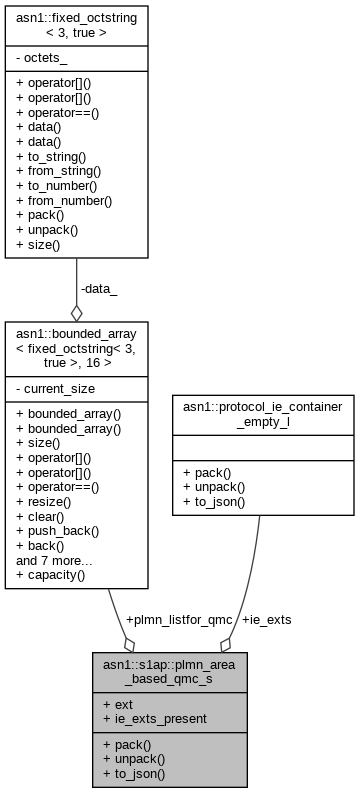 asn1::fixed_octstring
< 3, true >
- octets_
+ operator[]()
+ operator[]()
+ operator==()
+ data()
+ data()
+ to_string()
+ from_string()
+ to_number()
+ from_number()
+ pack()
+ unpack()
+ size()
-data_
asn1::bounded_array
< fixed_octstring< 3,
true >, 16 >
- current_size
+ bounded_array()
+ bounded_array()
+ size()
+ operator[]()
+ operator[]()
+ operator==()
+ resize()
+ clear()
+ push_back()
+ back()
and 7 more...
+ capacity()
asn1::protocol_ie_container
_empty_l
+ pack()
+ unpack()
+ to_json()
+plmn_listfor_qmc
+ie_exts
asn1::s1ap::plmn_area
_based_qmc_s
+ ext
+ ie_exts_present
+ pack()
+ unpack()
+ to_json()